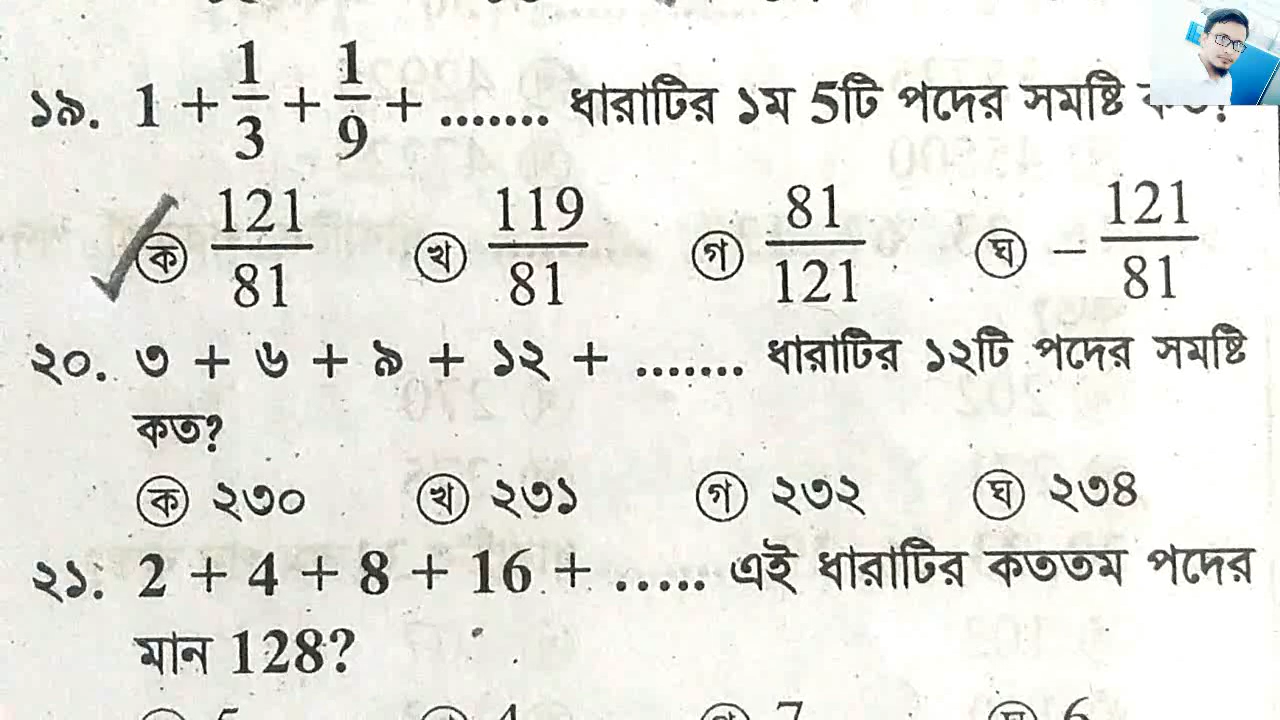 ১৯. 1 + 1/3 + 1/9 + ....... ধারাটির ১ম 5টি পদের সমষ্টি
ক 121/81 খ 119/81 গ 81/121 ঘ - 121/81
২০. ৩ + ৬ + ৯ + ১২ + ....... ধারাটির ১২টি পদের সমষ্টি
কত?
ক ২৩০ খ ২৩১ গ ২৩২ ঘ ২৩৪
২১. 2 + 4 + 8 + 16 + ..... এই ধারাটির কততম পদের
মান 128?